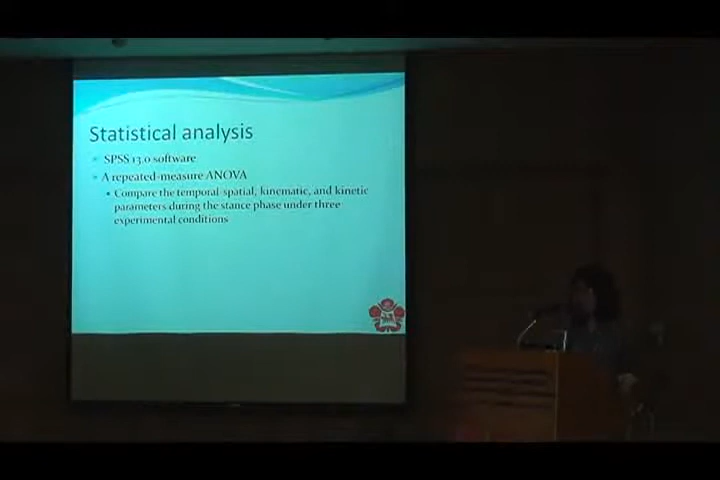 Statistical analysis
SPSS 13.0 software
A repeated-measure ANOVA
Compare the temporal-spatial, kinematic, and kinetic
parameters during the stance phase under three
experimental conditions